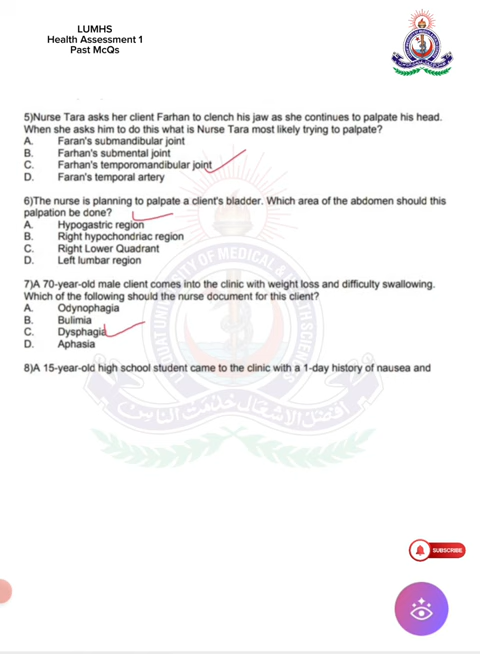 LUMHS
Health Assessment 1
Past McQs
5)Nurse Tara asks her client Farhan to clench his jaw as she continues to palpate his head.
When she asks him to do this what is Nurse Tara most likely trying to palpate?
A. Faran's submandibular joint
B. Farhan's submental joint
C. Farhan's temporomandibular joint
D. Faran's temporal artery
6)The nurse is planning to palpate a client's bladder. Which area of the abdomen should this
palpation be done?
A. Hypogastric region
B. Right hypochondriac region
C. Right Lower Quadrant
D. Left lumbar region
7)A 70-year-old male client comes into the clinic with weight loss and difficulty swallowing.
Which of the following should the nurse document for this client?
A. Odynophagia
B. Bulimia
C. Dysphagia
D. Aphasia
8)A 15-year-old high school student came to the clinic with a 1-day history of nausea and
SUBSCRIBE